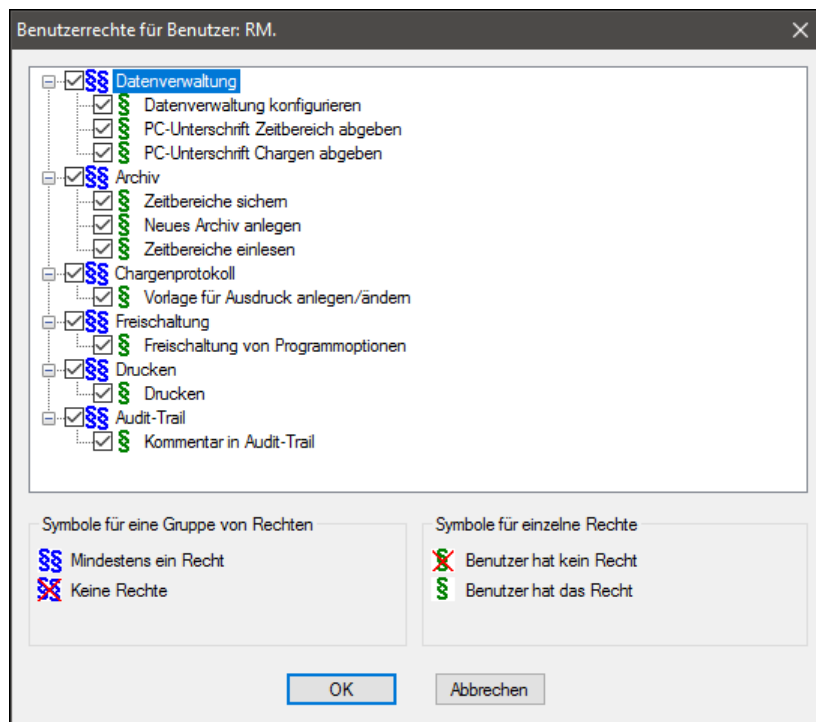 Benutzerrechte für Benutzer: RM.
§§ Datenverwaltung
§ Datenverwaltung konfigurieren
§ PC-Unterschrift Zeitbereich abgeben
§ PC-Unterschrift Chargen abgeben
§§ Archiv
§ Zeitbereiche sichern
§ Neues Archiv anlegen
§ Zeitbereiche einlesen
§§ Chargenprotokoll
§ Vorlage für Ausdruck anlegen/ändern
§§ Freischaltung
§ Freischaltung von Programmoptionen
§§ Drucken
§ Drucken
§§ Audit-Trail
§ Kommentar in Audit-Trail
Symbole für eine Gruppe von Rechten
§§ Mindestens ein Recht
§§ Keine Rechte
Symbole für einzelne Rechte
§ Benutzer hat kein Recht
§ Benutzer hat das Recht
OK
Abbrechen